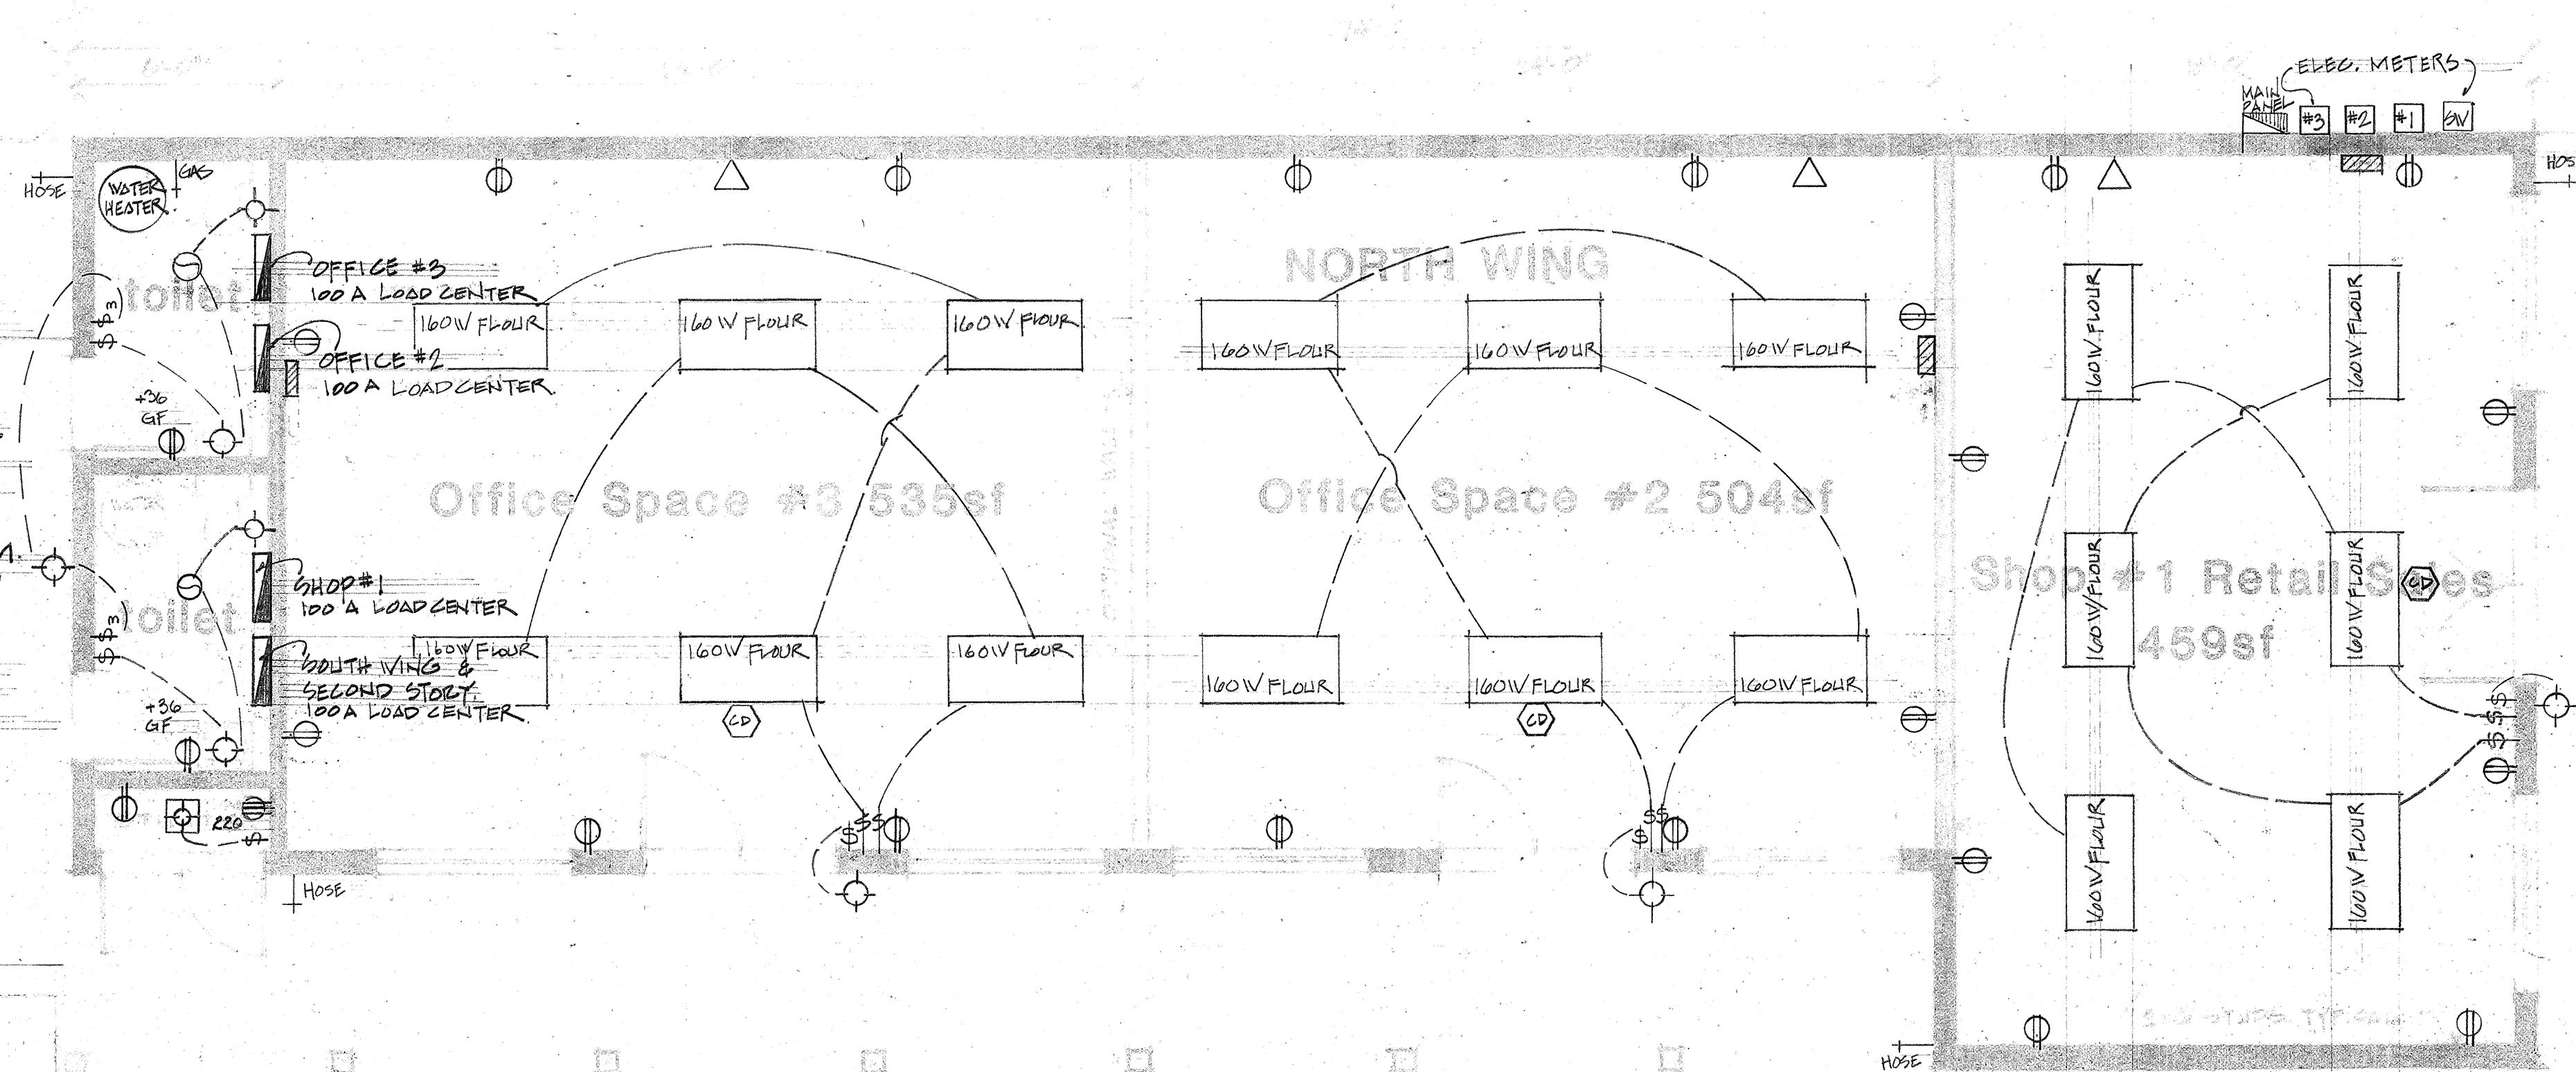 ELEC. METERS
MAIN
PANEL
#3
#2
#1
SW
HOSE
WATER
HEATER
GAS
HOS
OFFICE #3
100 A LOAD CENTER
toilet
$ $3
OFFICE #2
100 A LOAD CENTER
+36
GF
NORTH WING
160W FLOUR
160W FLOUR
160W FLOUR
160W FLOUR
160W FLOUR
160W FLOUR
160W FLOUR
160W FLOUR
Office Space #3 535sf
Office Space #2 504sf
Shop #1 Retail Sales
459sf
160W FLOUR
160W FLOUR
CD
SHOP #1
100 A LOAD CENTER
toilet
$ $3
160W FLOUR
160W FLOUR
160W FLOUR
160W FLOUR
160W FLOUR
160W FLOUR
SOUTH WING &
SECOND STORY
100 A LOAD CENTER
+36
GF
CD
CD
$ $ $
$
220
$
$ $ $
$ $ $
160W FLOUR
160W FLOUR
HOSE
HOSE